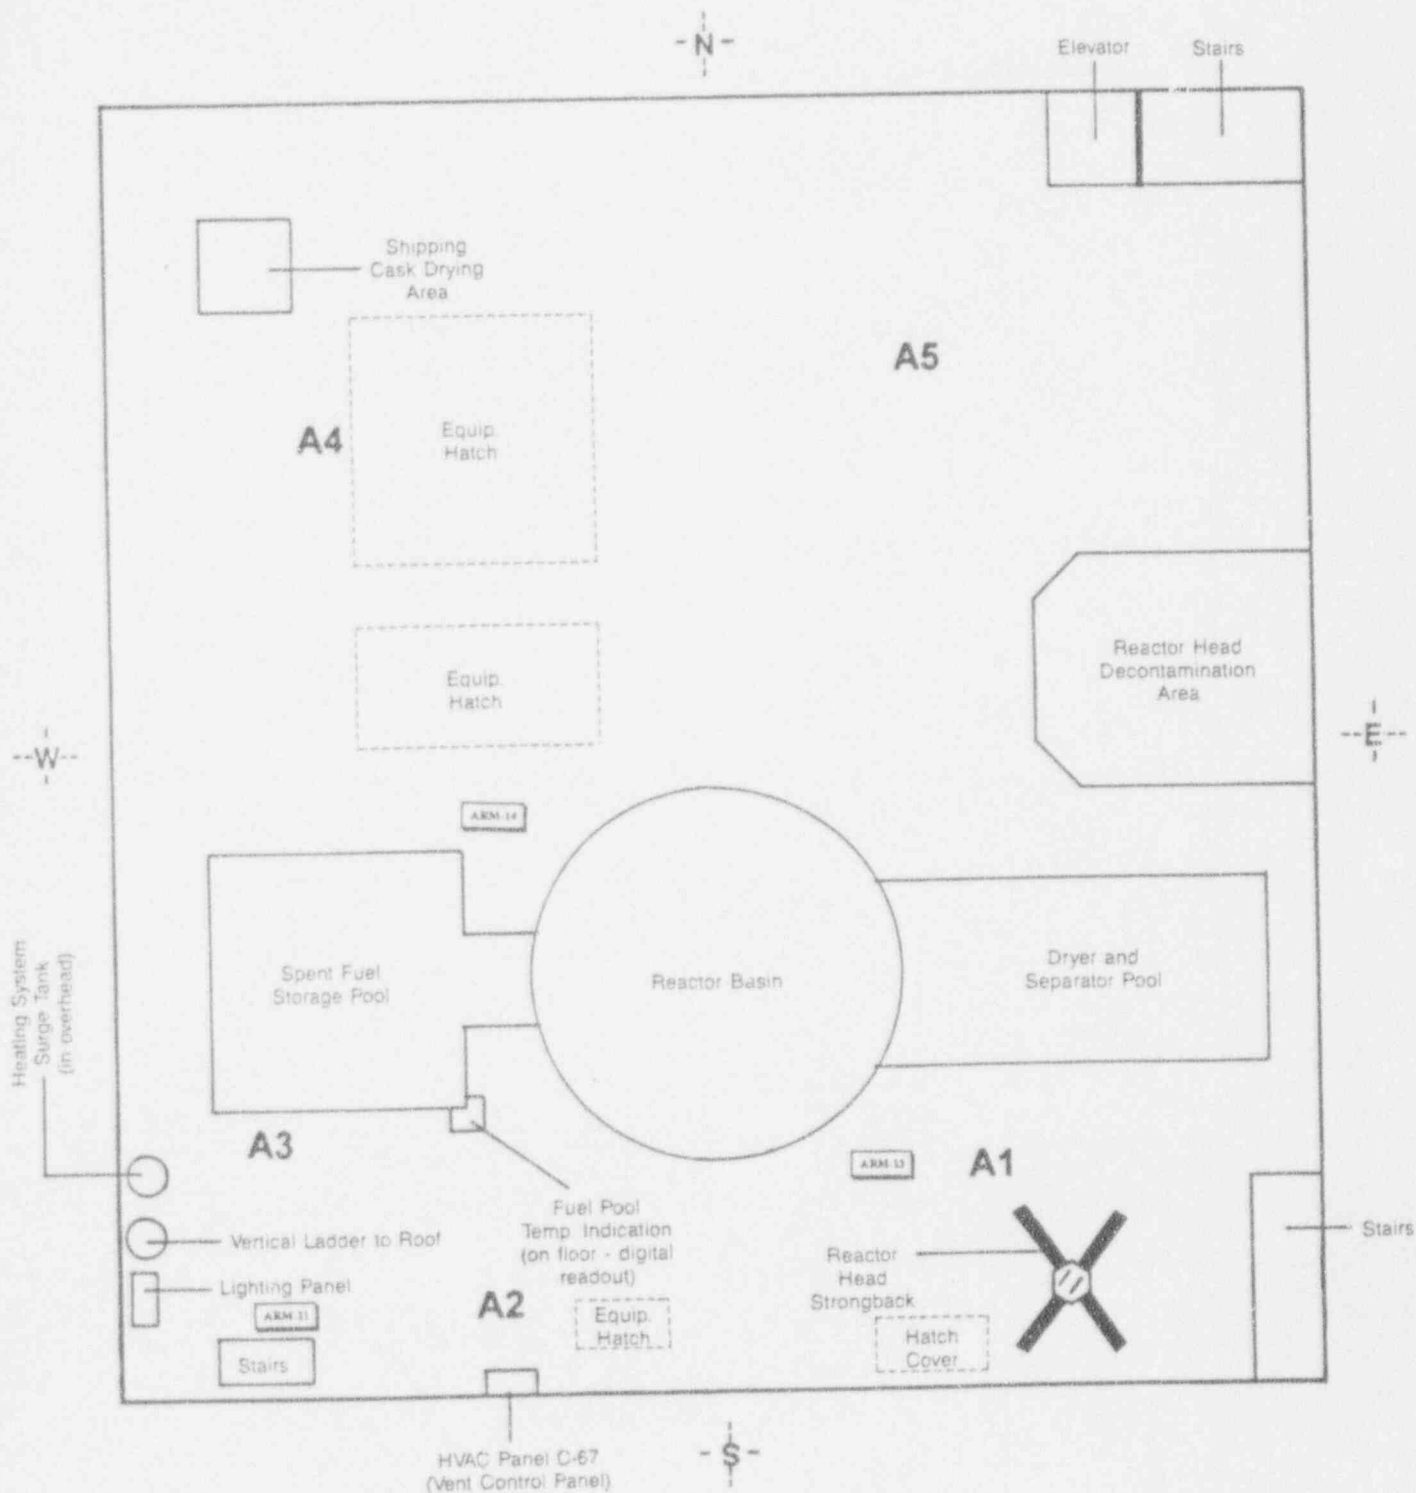 - N -
Elevator
Stairs
Shipping
Cask Drying
Area
A5
A4
Equip.
Hatch
Equip.
Hatch
Reactor Head
Decontamination
Area
--W--
--E--
ARM-14
Heating System
Surge Tank
(in overhead)
Spent Fuel
Storage Pool
Reactor Basin
Dryer and
Separator Pool
A3
A1
Fuel Pool
Temp. Indication
(on floor - digital
readout)
Vertical Ladder to Roof
Lighting Panel
A2
Equip.
Hatch
Reactor
Head
Strongback
Hatch
Cover
Stairs
Stairs
HVAC Panel C-67
(Vent Control Panel)
- S -